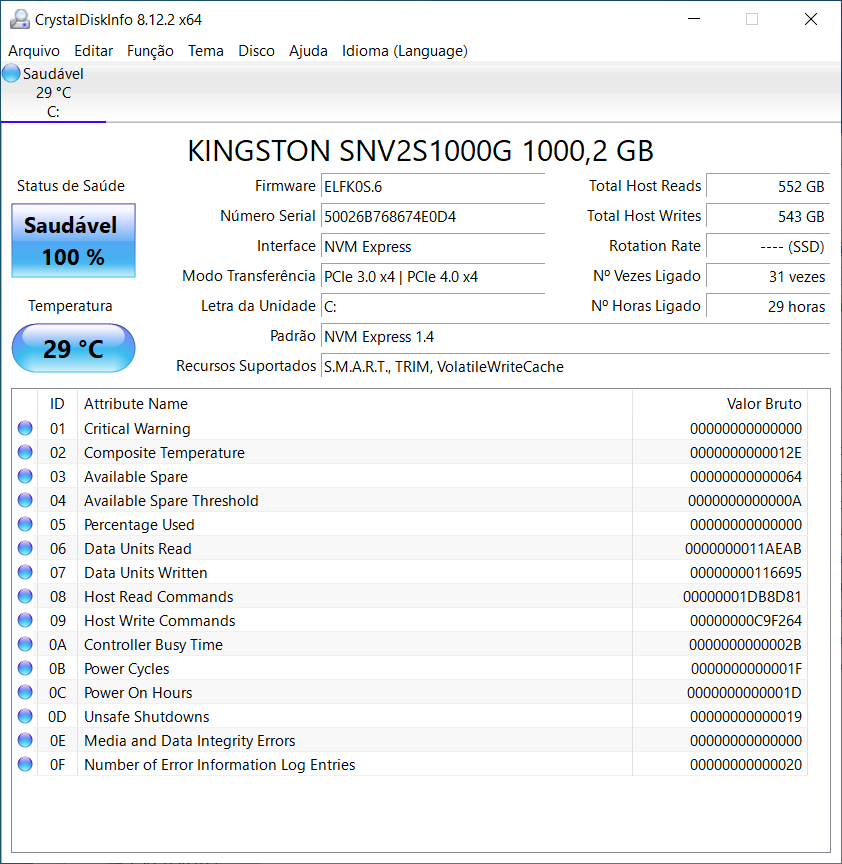 CrystalDiskInfo 8.12.2 x64
Arquivo Editar Função Tema Disco Ajuda Idioma (Language)
Saudável
29 °C
C:
KINGSTON SNV2S1000G 1000,2 GB
Status de Saúde
Saudável
100 %
Temperatura
29 °C
Firmware ELFK0S.6
Número Serial 50026B768674E0D4
Interface NVM Express
Modo Transferência PCIe 3.0 x4 | PCIe 4.0 x4
Letra da Unidade C:
Padrão NVM Express 1.4
Recursos Suportados S.M.A.R.T., TRIM, VolatileWriteCache
Total Host Reads 552 GB
Total Host Writes 543 GB
Rotation Rate ---- (SSD)
Nº Vezes Ligado 31 vezes
Nº Horas Ligado 29 horas
ID Attribute Name Valor Bruto
01 Critical Warning 00000000000000
02 Composite Temperature 0000000000012E
03 Available Spare 00000000000064
04 Available Spare Threshold 0000000000000A
05 Percentage Used 00000000000000
06 Data Units Read 0000000011AEAB
07 Data Units Written 00000000116695
08 Host Read Commands 00000001DB8D81
09 Host Write Commands 00000000C9F264
0A Controller Busy Time 0000000000002B
0B Power Cycles 0000000000001F
0C Power On Hours 0000000000001D
0D Unsafe Shutdowns 00000000000019
0E Media and Data Integrity Errors 00000000000000
0F Number of Error Information Log Entries 00000000000020